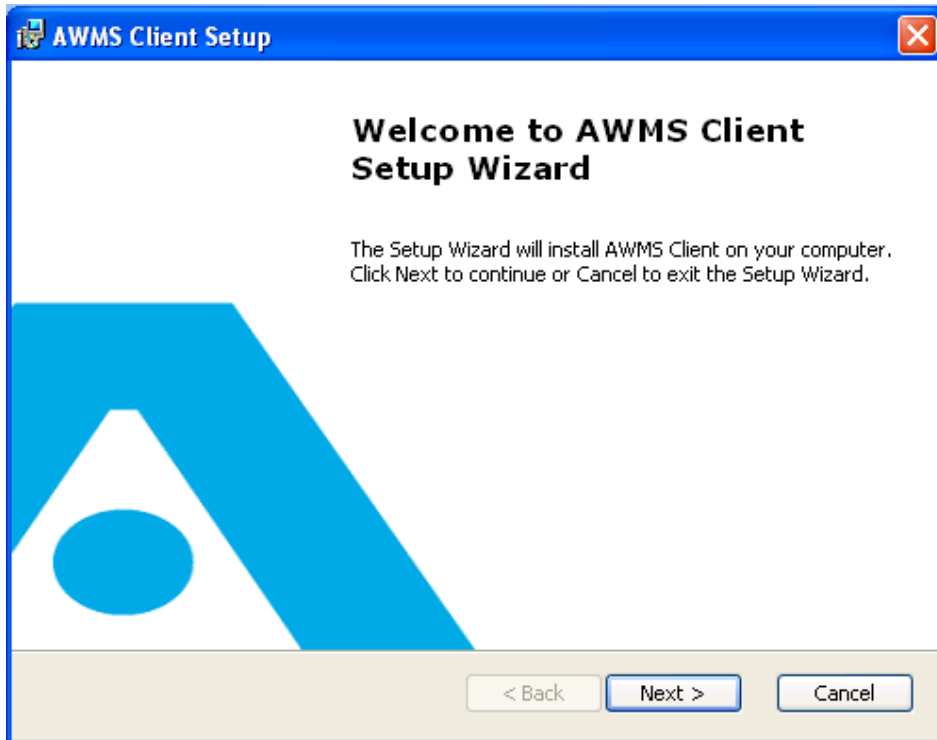 AWMS Client Setup
Welcome to AWMS Client
Setup Wizard
The Setup Wizard will install AWMS Client on your computer.
Click Next to continue or Cancel to exit the Setup Wizard.
< Back
Next >
Cancel